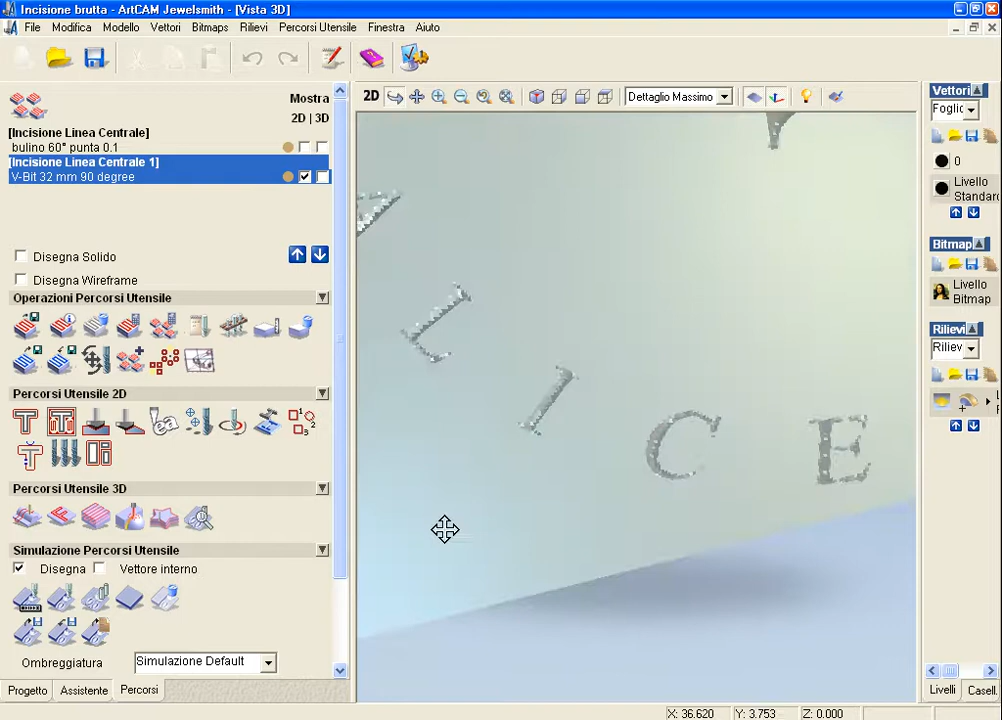 Incisione brutta - ArtCAM Jewelsmith - [Vista 3D]
File Modifica Modello Vettori Bitmaps Rilievi Percorsi Utensile Finestra Aiuto
2D Dettaglio Massimo
Mostra
2D | 3D
[Incisione Linea Centrale]
bulino 60° punta 0.1
[Incisione Linea Centrale 1]
V-Bit 32 mm 90 degree
Disegna Solido
Disegna Wireframe
Operazioni Percorsi Utensile
Percorsi Utensile 2D
Percorsi Utensile 3D
Simulazione Percorsi Utensile
Disegna Vettore interno
Ombreggiatura Simulazione Default
Progetto Assistente Percorsi
L I C E
Vettori
Foglio
0
Livello
Standard
Bitmap
Livello
Bitmap
Rilievi
Riliev
Livelli Casell.
X: 36.620 Y: 3.753 Z: 0.000